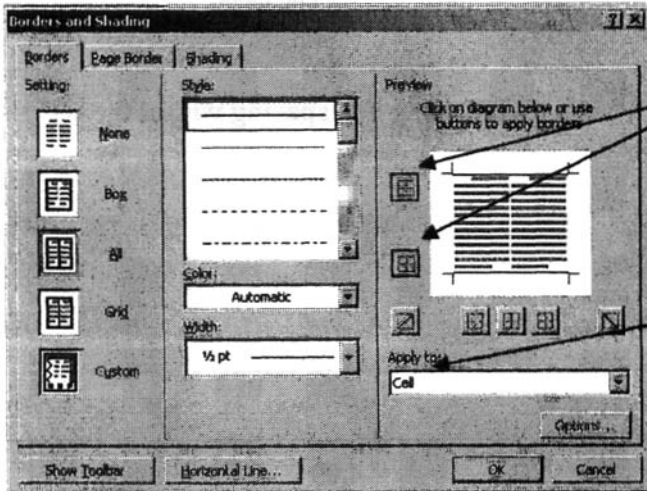 Borders and Shading
Borders Page Border Shading
Setting:
None
Box
All
Grid
Custom
Style:
Color:
Automatic
Width:
½ pt
Preview
Click on diagram below or use
buttons to apply borders
Apply to:
Cell
Options...
Show Toolbar Horizontal Line... OK Cancel